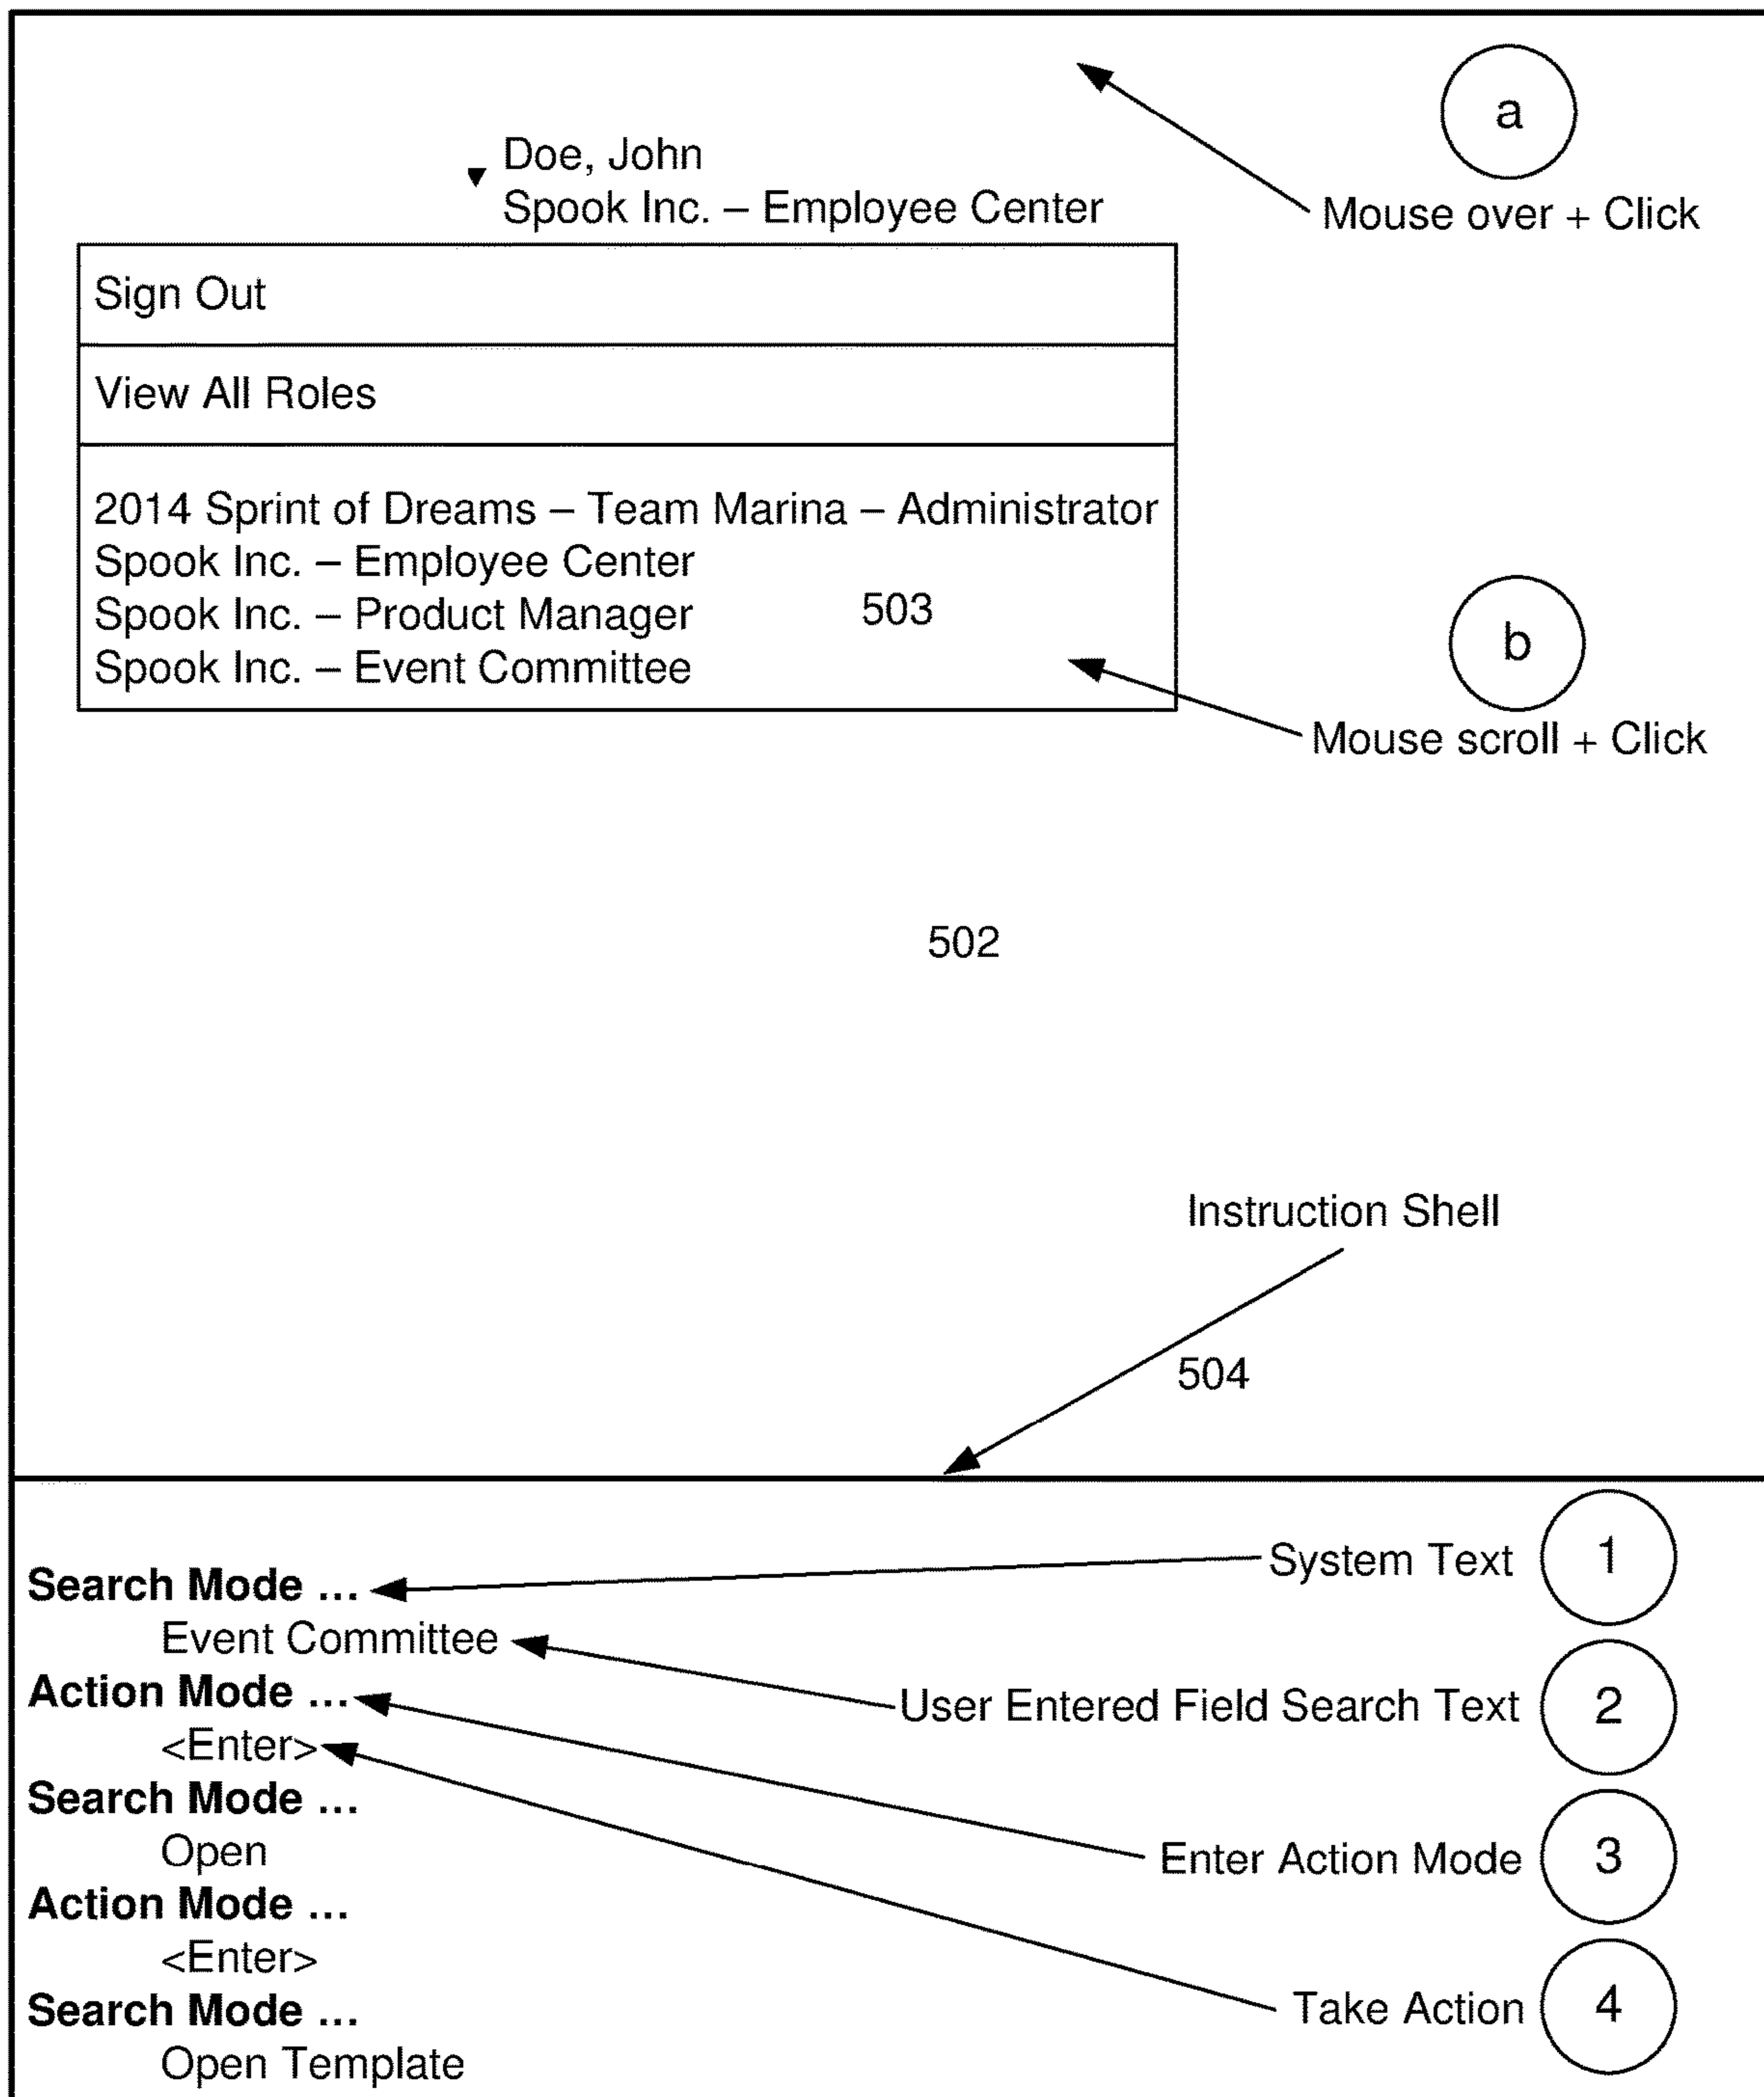 a
Doe, John
Spook Inc. – Employee Center
Mouse over + Click
Sign Out
View All Roles
2014 Sprint of Dreams – Team Marina – Administrator
Spook Inc. – Employee Center
Spook Inc. – Product Manager
503
Spook Inc. – Event Committee
b
Mouse scroll + Click
502
Instruction Shell
504
System Text
1
Search Mode ...
Event Committee
Action Mode ...
User Entered Field Search Text
2
<Enter>
Search Mode ...
Open
Enter Action Mode
3
Action Mode ...
<Enter>
Search Mode ...
Take Action
4
Open Template